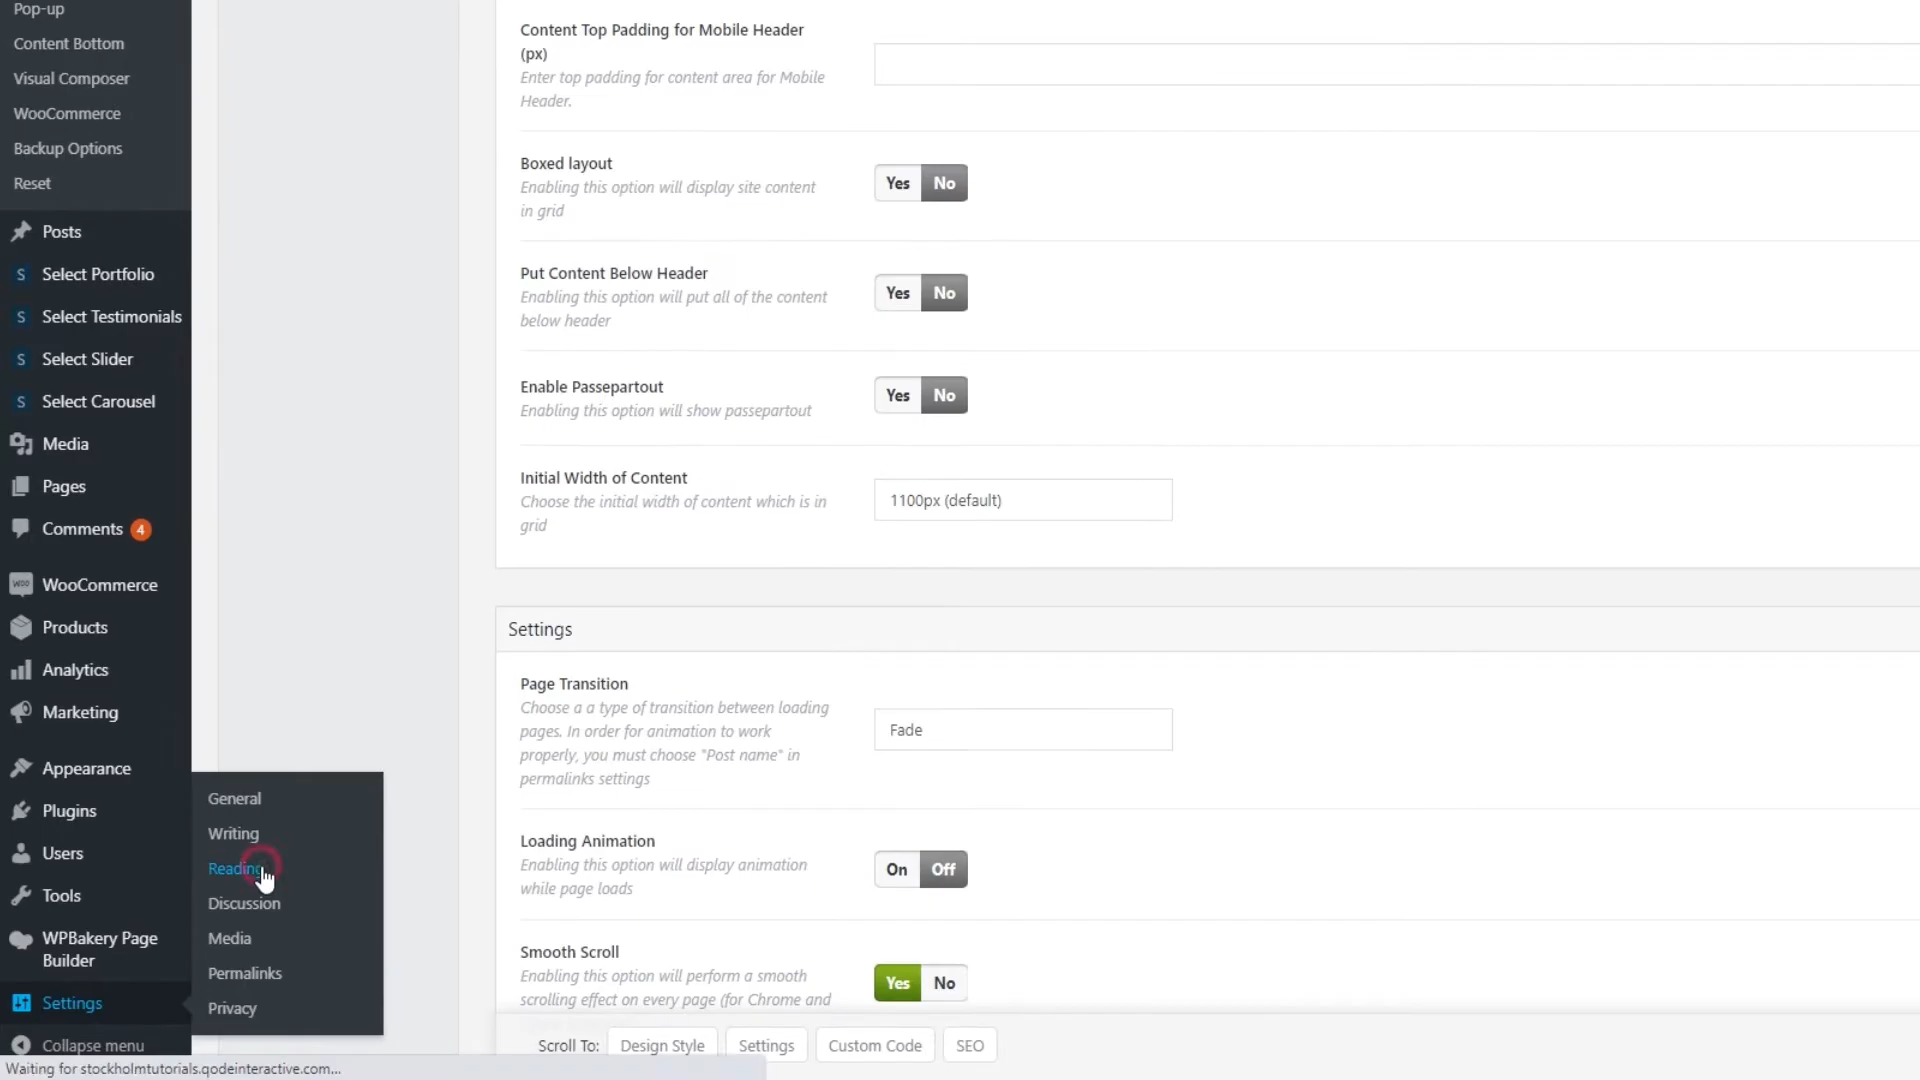 Pop-up
Content Bottom
Visual Composer
WooCommerce
Backup Options
Reset
Posts
S Select Portfolio
S Select Testimonials
S Select Slider
S Select Carousel
Media
Pages
Comments 4
woo WooCommerce
Products
Analytics
Marketing
Appearance
Plugins
Users
Tools
WPBakery Page
Builder
Settings
Collapse menu
General
Writing
Reading
Discussion
Media
Permalinks
Privacy
Content Top Padding for Mobile Header
(px)
Enter top padding for content area for Mobile
Header.
Boxed layout
Enabling this option will display site content
in grid
Yes No
Put Content Below Header
Enabling this option will put all of the content
below header
Yes No
Enable Passepartout
Enabling this option will show passepartout
Yes No
Initial Width of Content
Choose the initial width of content which is in
grid
1100px (default)
Settings
Page Transition
Choose a a type of transition between loading
pages. In order for animation to work
properly, you must choose "Post name" in
permalinks settings
Fade
Loading Animation
Enabling this option will display animation
while page loads
On Off
Smooth Scroll
Enabling this option will perform a smooth
scrolling effect on every page (for Chrome and
Yes No
Scroll To: Design Style Settings Custom Code SEO
Waiting for stockholmtutorials.qodeinteractive.com...